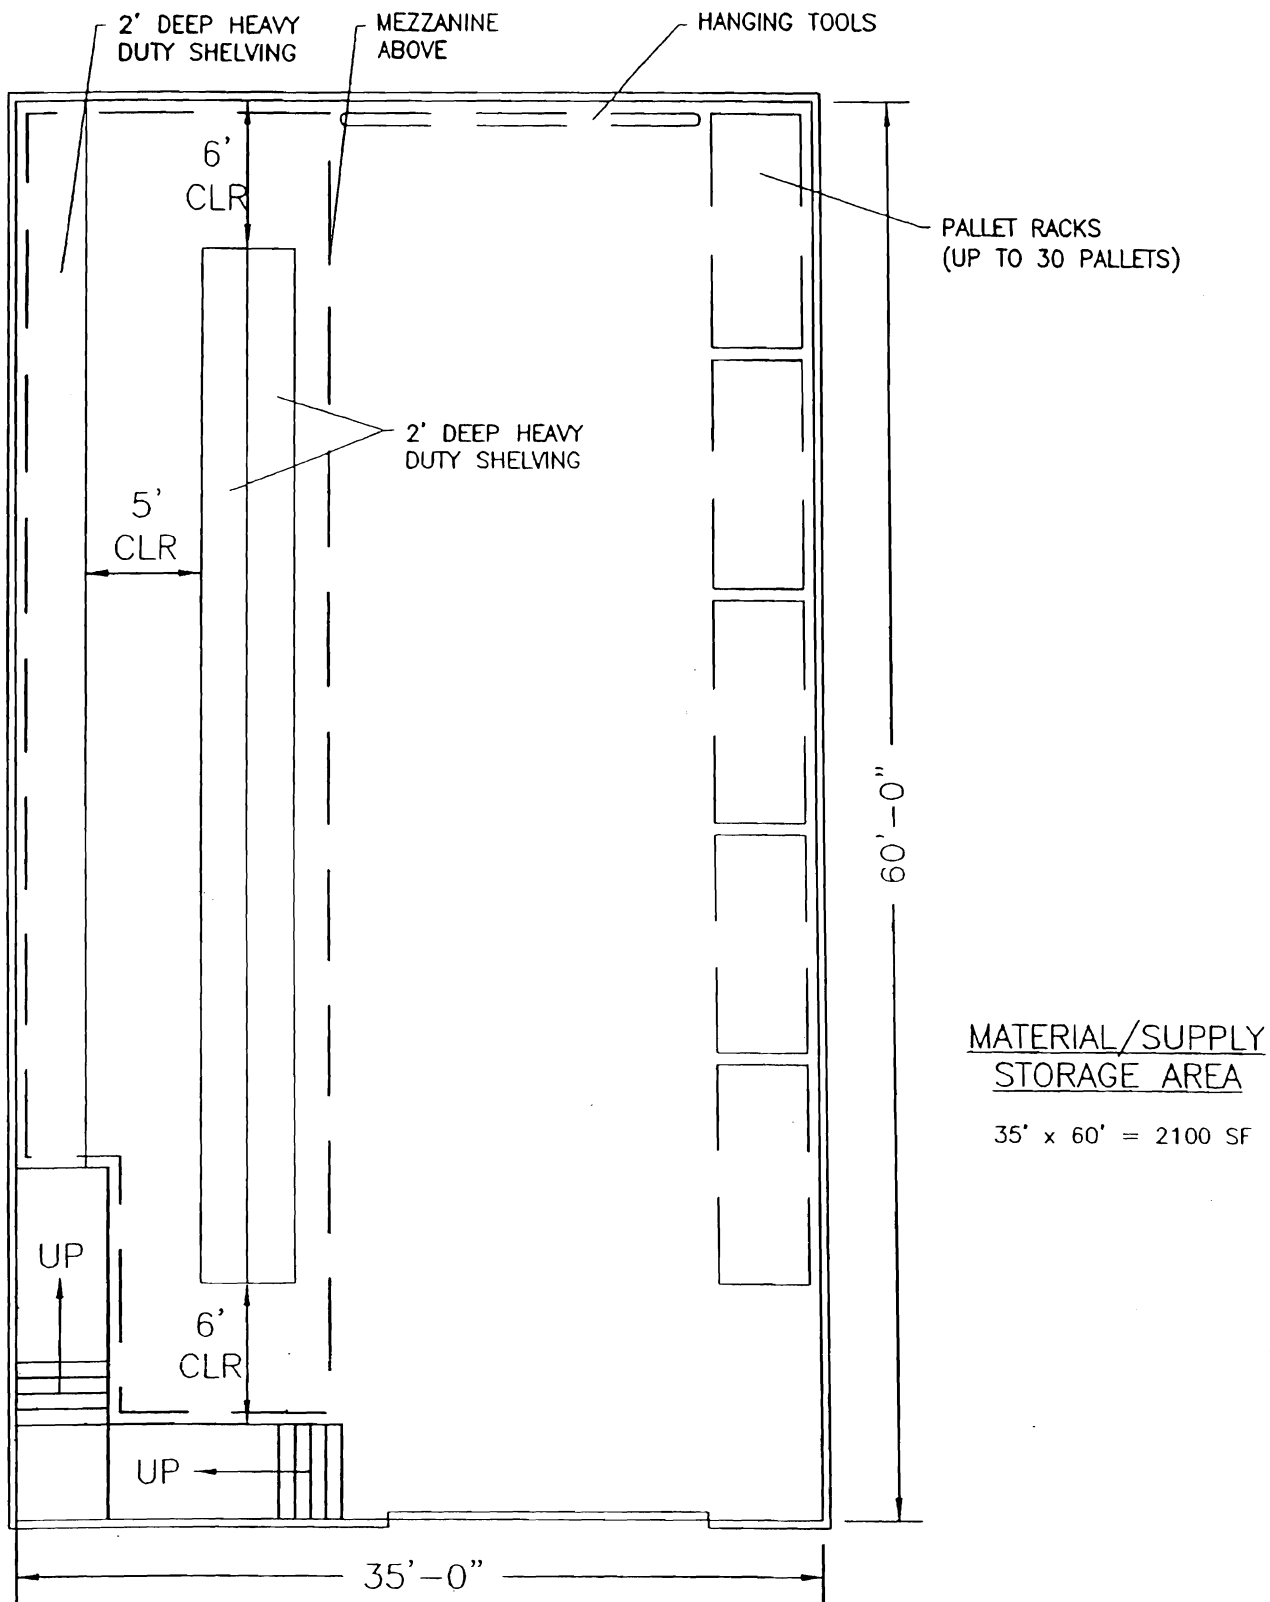 2' DEEP HEAVY
DUTY SHELVING
MEZZANINE
ABOVE
HANGING TOOLS
6'
CLR
PALLET RACKS
(UP TO 30 PALLETS)
2' DEEP HEAVY
DUTY SHELVING
5'
CLR
60'-0"
MATERIAL/SUPPLY
STORAGE AREA
35' x 60' = 2100 SF
UP
6'
CLR
UP
35'-0"